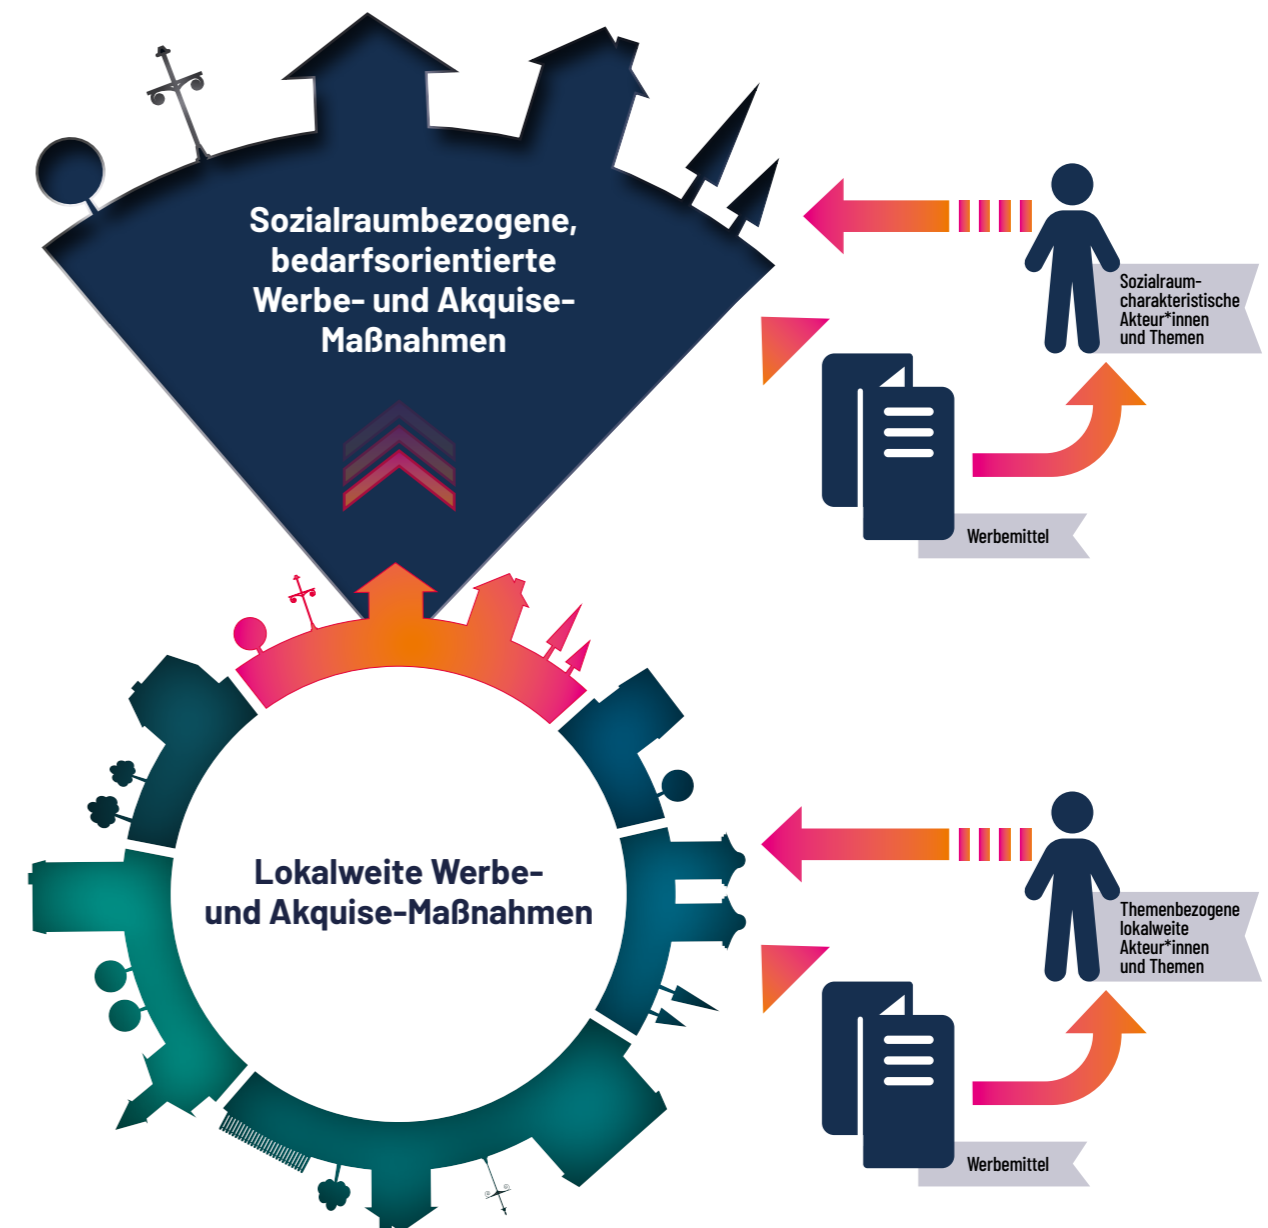 Sozialraumbezogene,
bedarfsorientierte
Werbe- und Akquise-
Maßnahmen
Sozialraum-
charakteristische
Akteur*innen
und Themen
Werbemittel
Lokalweite Werbe-
und Akquise-Maßnahmen
Themenbezogene
lokalweite
Akteur*innen
und Themen
Werbemittel